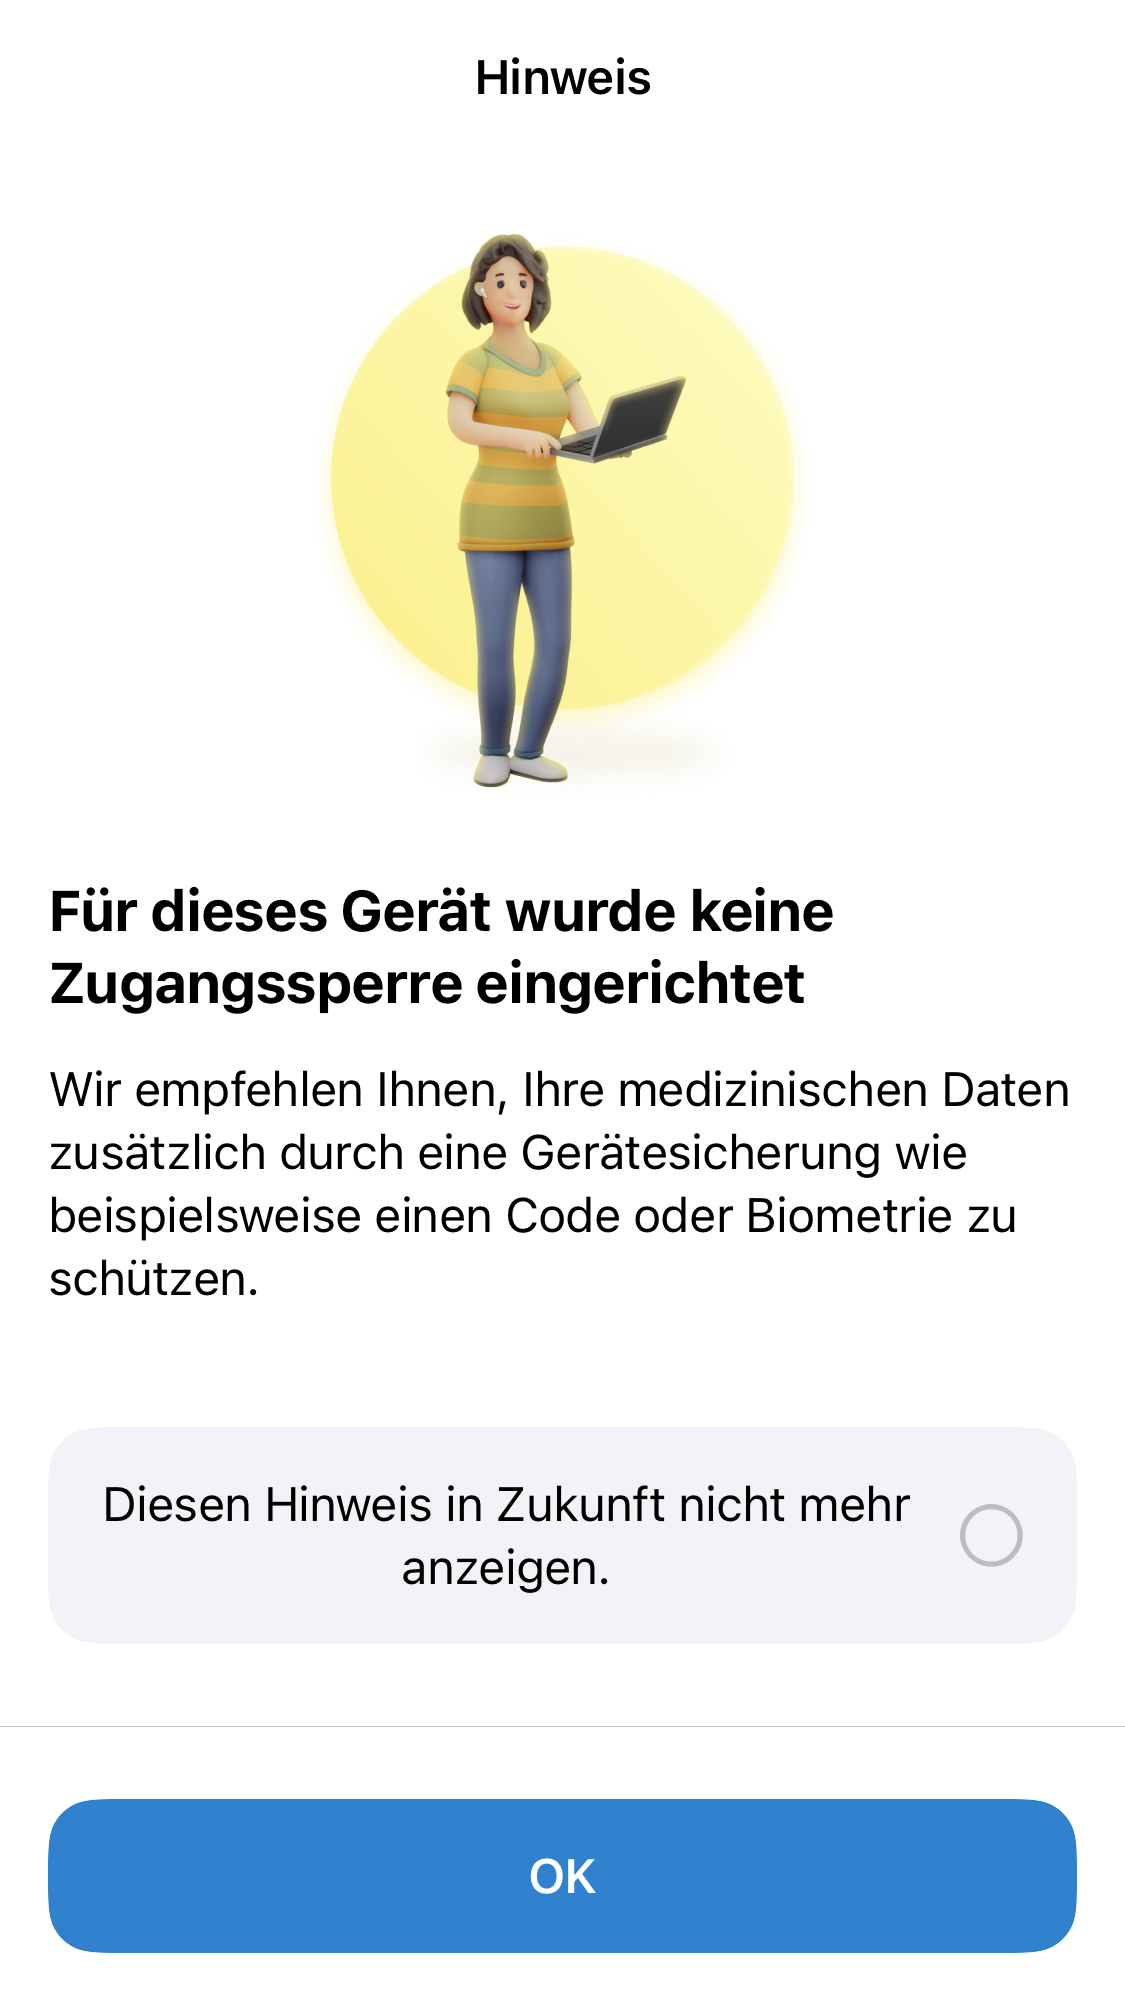 Hinweis
Für dieses Gerät wurde keine
Zugangssperre eingerichtet
Wir empfehlen Ihnen, Ihre medizinischen Daten
zusätzlich durch eine Gerätesicherung wie
beispielsweise einen Code oder Biometrie zu
schützen.
Diesen Hinweis in Zukunft nicht mehr
anzeigen.
OK